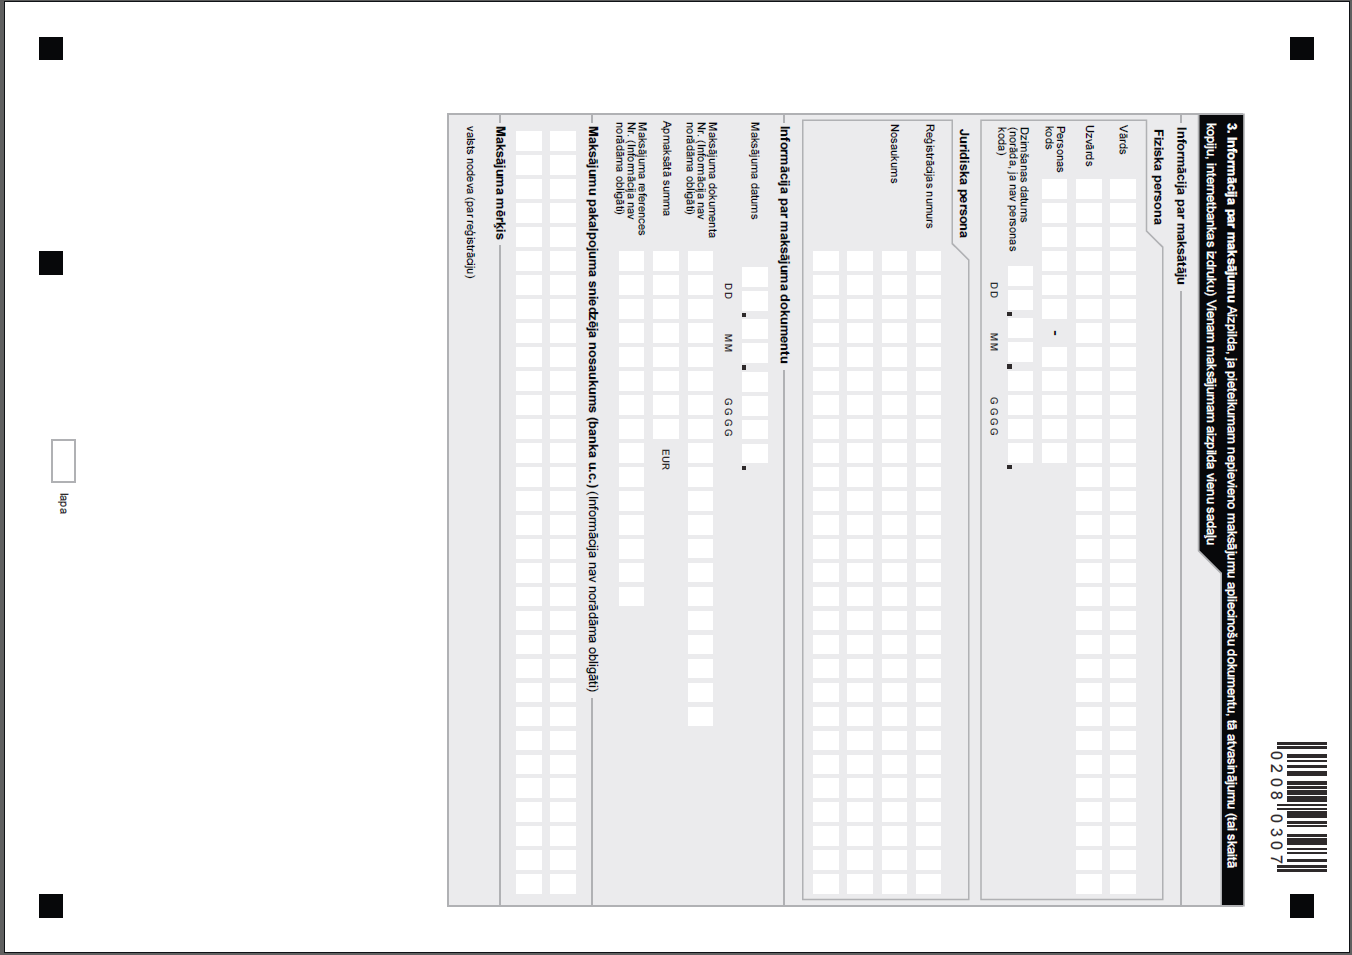 0208 0307
3. Informācija par maksājumu Aizpilda, ja pieteikumam nepievieno maksājumu apliecinošu dokumentu, tā atvasinājumu (tai skaitā
kopiju, internetbankas izdruku) Vienam maksājumam aizpilda vienu sadaļu
Informācija par maksātāju
Fiziska persona
Vārds
Uzvārds
Personas
kods
-
Dzimšanas datums
(norāda, ja nav personas
koda)
. . .
DD MM GGGG
Juridiska persona
Reģistrācijas numurs
Nosaukums
Informācija par maksājuma dokumentu
Maksājuma datums
. . .
DD MM GGGG
Maksājuma dokumenta
Nr. (Informācija nav
norādāma obligāti)
Apmaksātā summa
EUR
Maksājuma references
Nr. (Informācija nav
norādāma obligāti)
Maksājumu pakalpojuma sniedzēja nosaukums (banka u.c.) (Informācija nav norādāma obligāti)
Maksājuma mērķis
valsts nodeva (par reģistrāciju)
lapa